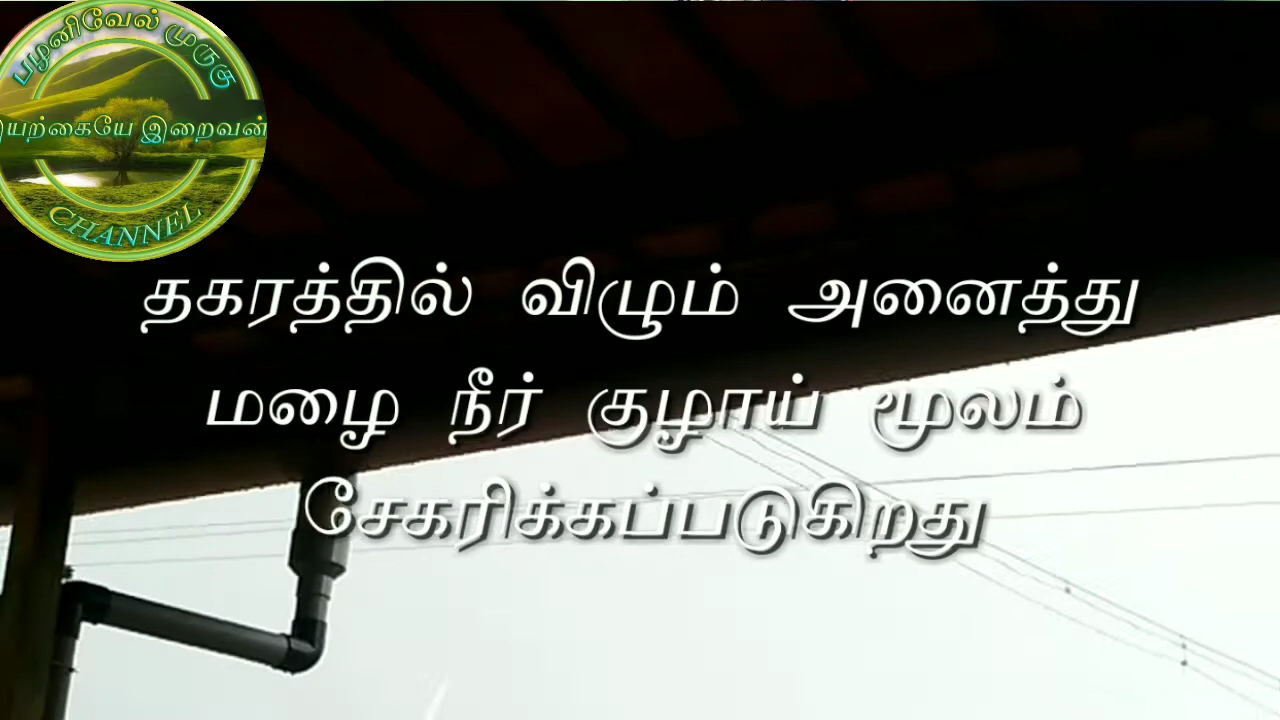 பழனிவேல் முருகு
இயற்கையே இறைவன்
CHANNEL
தகரத்தில் விழும் அனைத்து
மழை நீர் குழாய் மூலம்
சேகரிக்கப்படுகிறது